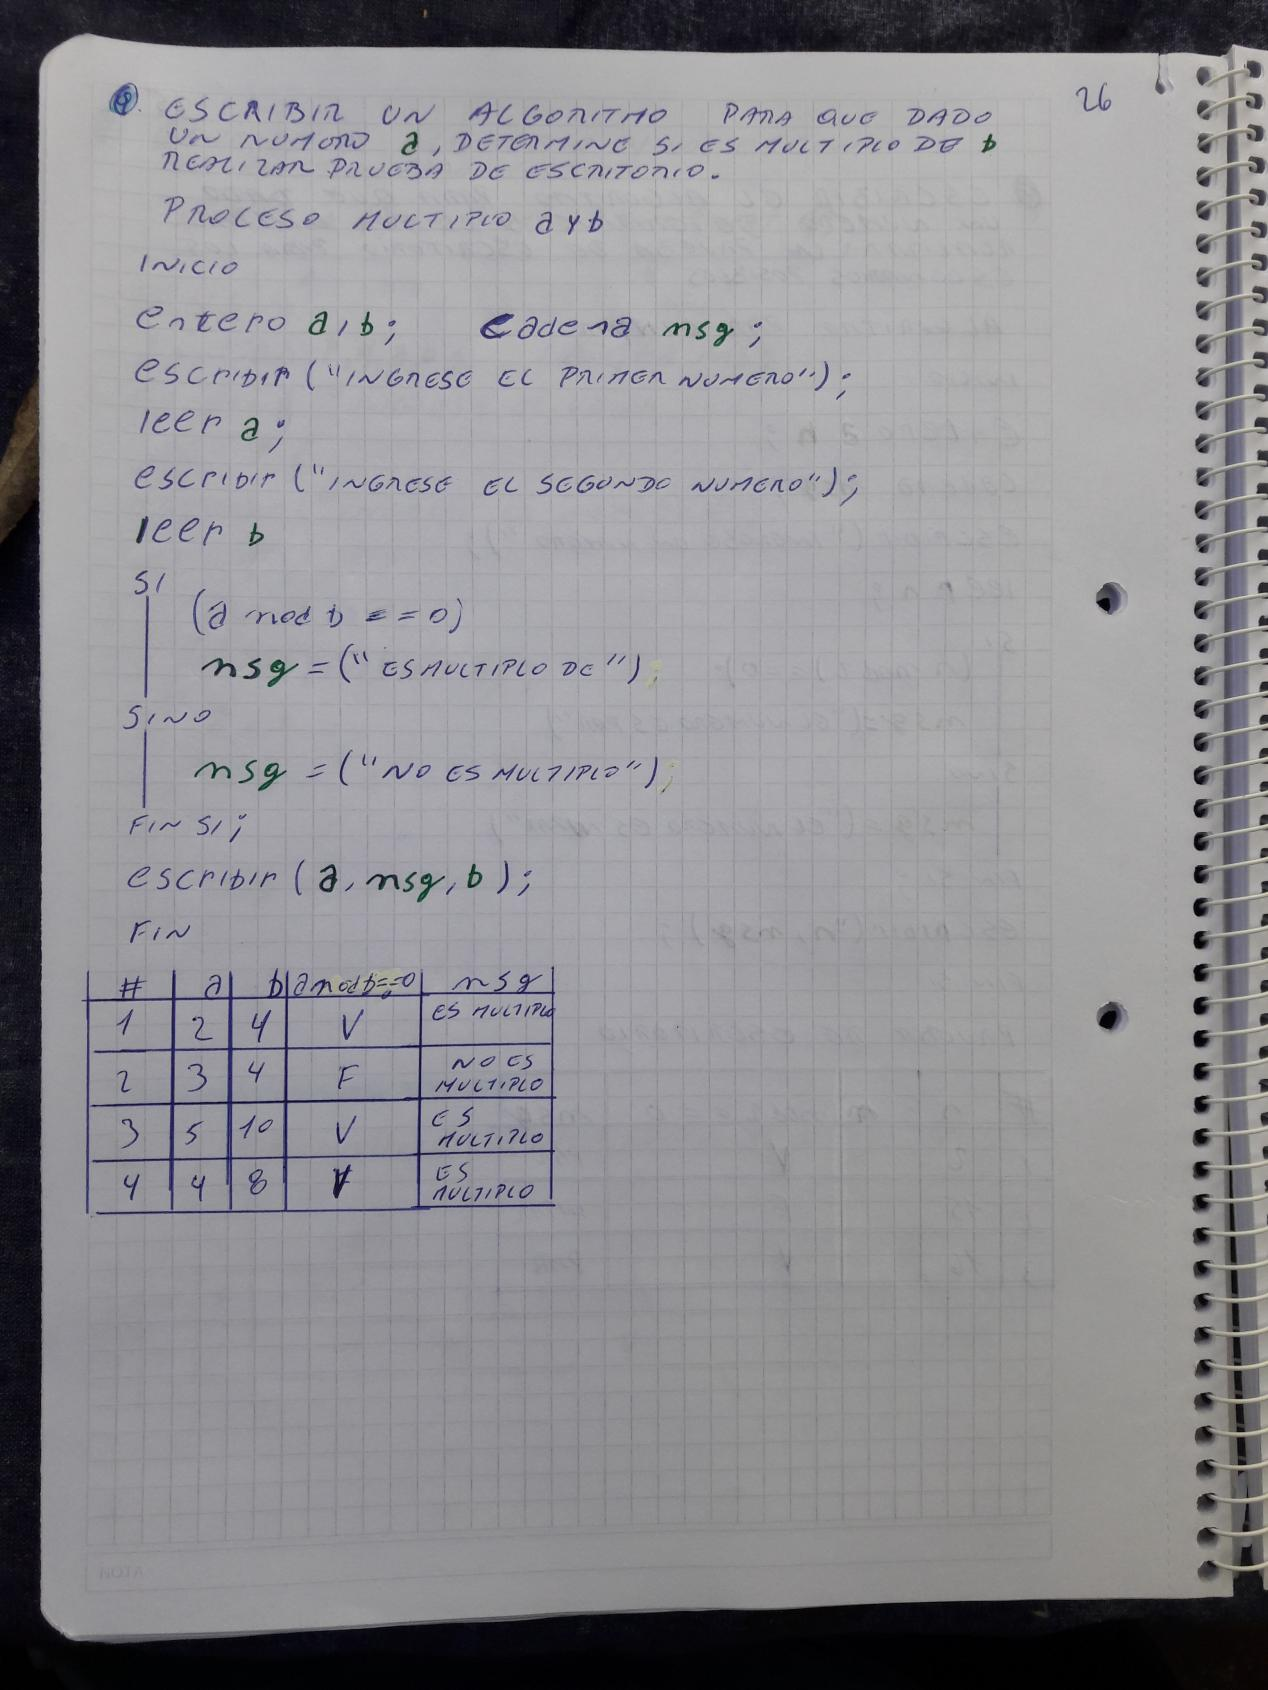 26
9. ESCRIBIR UN ALGORITMO PARA QUE DADO
UN NUMERO a, DETERMINE SI ES MULTIPLO DE b
REALIZAR PRUEBA DE ESCRITORIO.
PROCESO MULTIPLO a y b
INICIO
entero a, b; Cadena msg;
escribir ("INGRESE EL PRIMER NUMERO");
leer a;
escribir ("INGRESE EL SEGUNDO NUMERO");
leer b
SI
(a mod b == 0)
msg = ("ES MULTIPLO DE");
SINO
msg = ("NO ES MULTIPLO");
FIN SI;
escribir (a, msg, b);
FIN
# a b a mod b == 0 msg
1 2 4 V ES MULTIPLO
2 3 4 F NO ES MULTIPLO
3 5 10 V ES MULTIPLO
4 4 8 V ES MULTIPLO